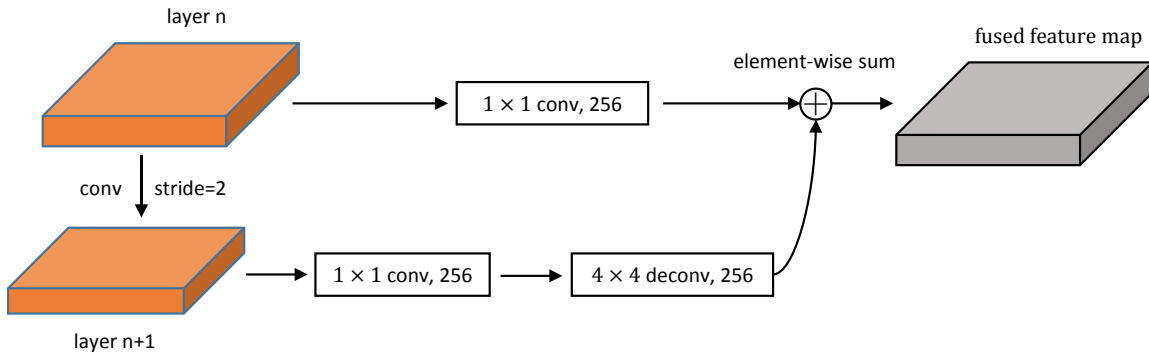 layer n
fused feature map
element-wise sum
1 × 1 conv, 256
conv
stride=2
1 × 1 conv, 256
4 × 4 deconv, 256
layer n+1